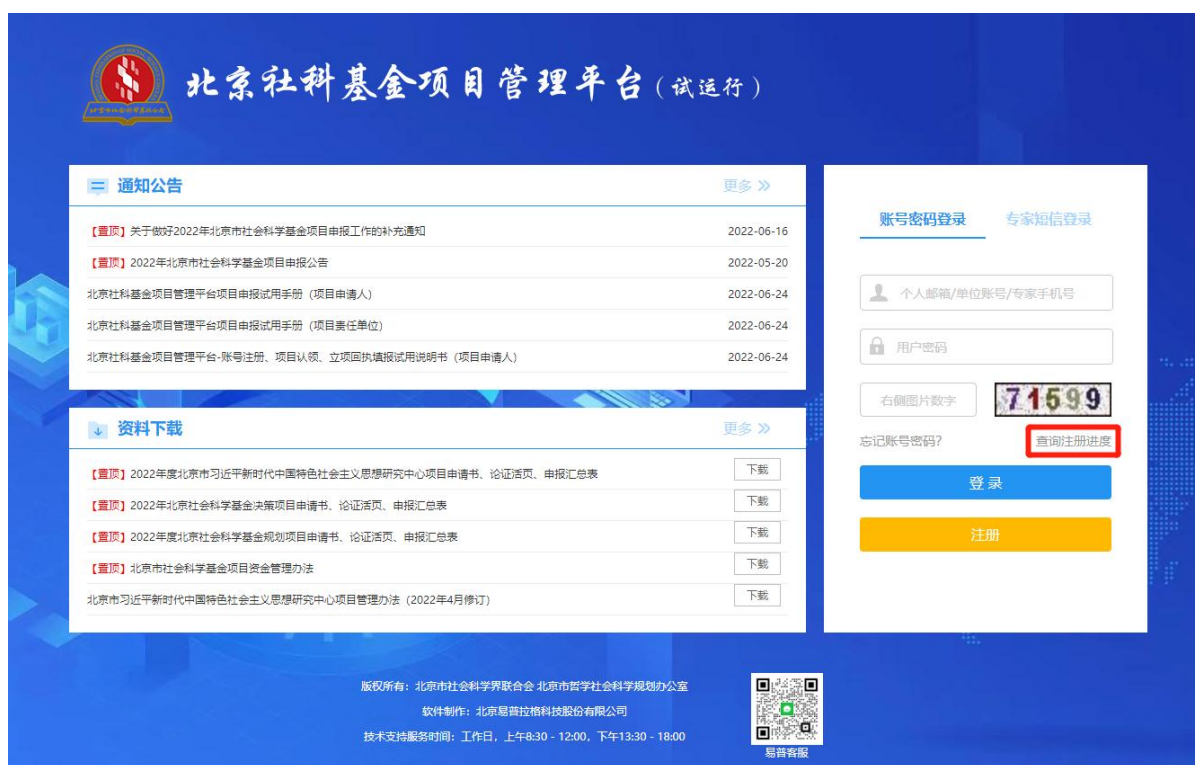 北京社科基金项目管理平台（试运行）
通知公告
更多
【置顶】关于做好2022年北京市社会科学基金项目申报工作的补充通知
2022-06-16
【置顶】2022年北京市社会科学基金项目申报公告
2022-05-20
北京社科基金项目管理平台项目申报试用手册（项目申请人）
2022-06-24
北京社科基金项目管理平台项目申报试用手册（项目责任单位）
2022-06-24
北京社科基金项目管理平台-账号注册、项目认领、立项回执填报试用说明书（项目申请人）
2022-06-24
资料下载
更多
【置顶】2022年度北京市习近平新时代中国特色社会主义思想研究中心项目申请书、论证活页、申报汇总表
下载
【置顶】2022年北京社会科学基金决策项目申请书、论证活页、申报汇总表
下载
【置顶】2022年度北京社会科学基金规划项目申请书、论证活页、申报汇总表
下载
【置顶】北京市社会科学基金项目资金管理办法
下载
北京市习近平新时代中国特色社会主义思想研究中心项目管理办法（2022年4月修订）
下载
账号密码登录
专家短信登录
个人邮箱/单位账号/专家手机号
用户密码
右侧图片数字
71599
忘记账号密码?
查询注册进度
登 录
注册
版权所有：北京市社会科学界联合会 北京市哲学社会科学规划办公室
软件制作：北京易普拉格科技股份有限公司
技术支持服务时间：工作日，上午8:30 - 12:00，下午13:30 - 18:00
易普客服